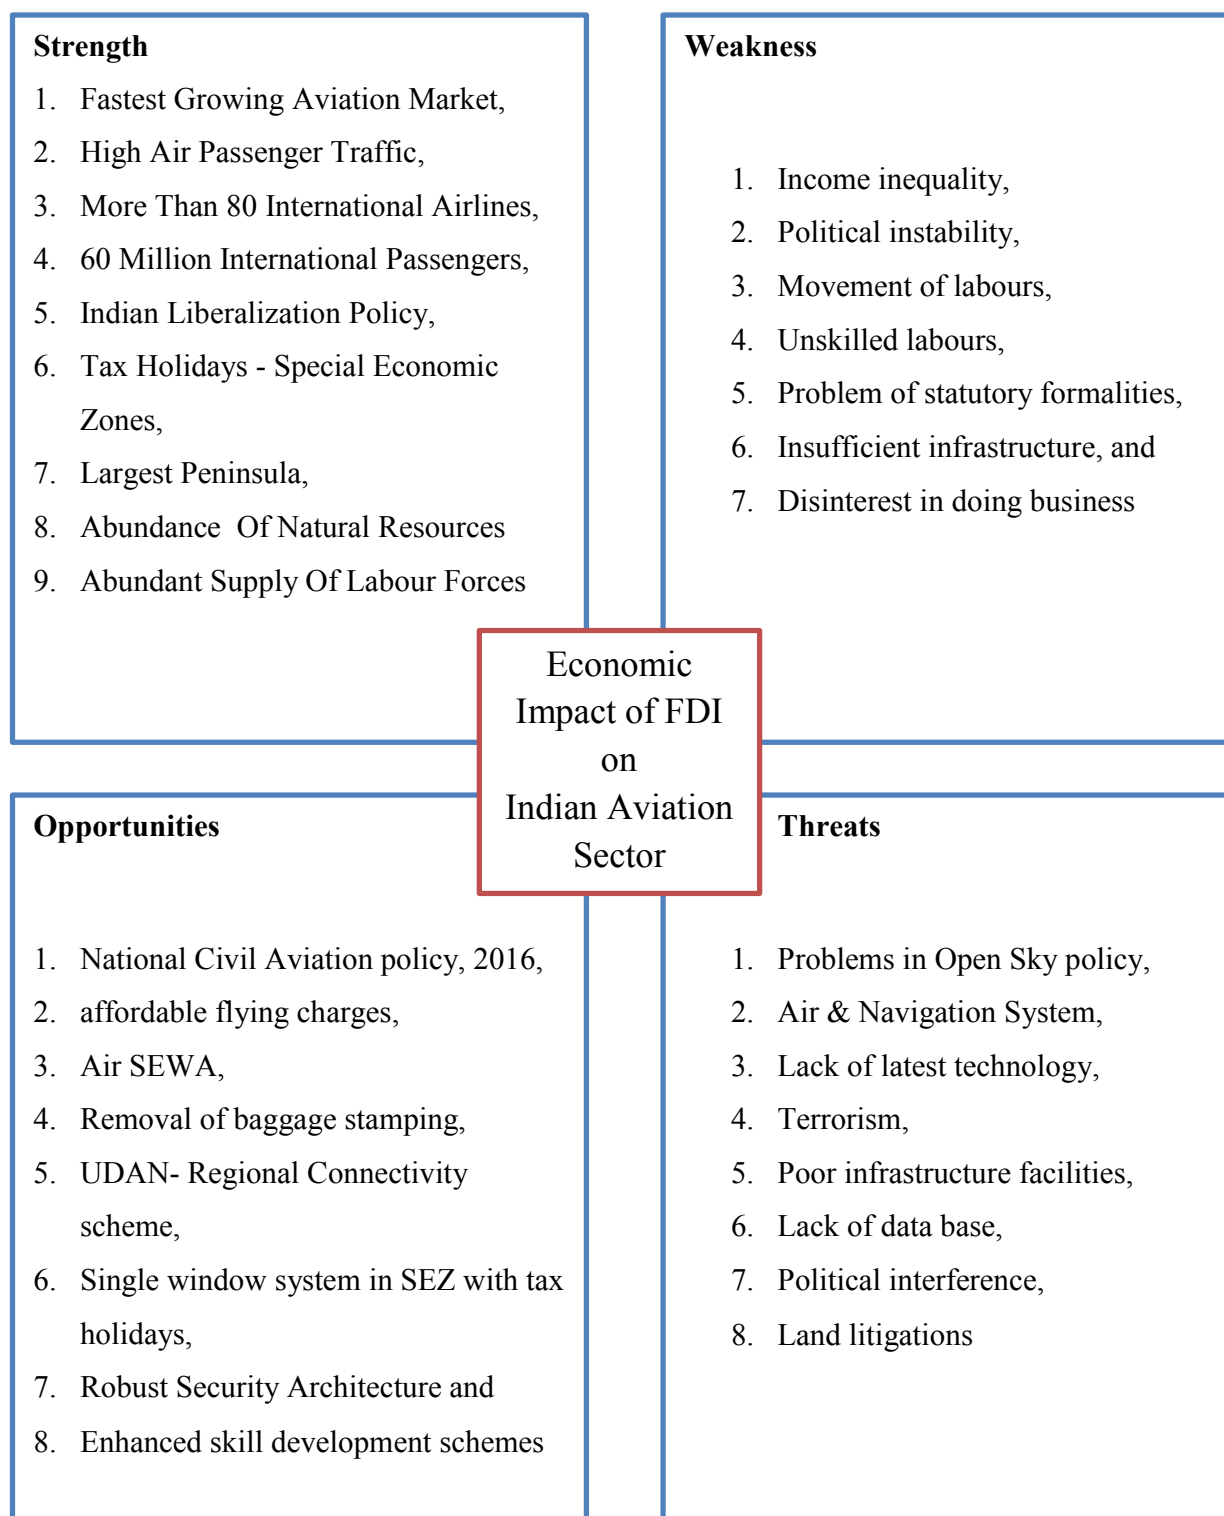 Strength
1. Fastest Growing Aviation Market,
2. High Air Passenger Traffic,
3. More Than 80 International Airlines,
4. 60 Million International Passengers,
5. Indian Liberalization Policy,
6. Tax Holidays - Special Economic
Zones,
7. Largest Peninsula,
8. Abundance Of Natural Resources
9. Abundant Supply Of Labour Forces
Weakness
1. Income inequality,
2. Political instability,
3. Movement of labours,
4. Unskilled labours,
5. Problem of statutory formalities,
6. Insufficient infrastructure, and
7. Disinterest in doing business
Economic
Impact of FDI
on
Indian Aviation
Sector
Opportunities
1. National Civil Aviation policy, 2016,
2. affordable flying charges,
3. Air SEWA,
4. Removal of baggage stamping,
5. UDAN- Regional Connectivity
scheme,
6. Single window system in SEZ with tax
holidays,
7. Robust Security Architecture and
8. Enhanced skill development schemes
Threats
1. Problems in Open Sky policy,
2. Air & Navigation System,
3. Lack of latest technology,
4. Terrorism,
5. Poor infrastructure facilities,
6. Lack of data base,
7. Political interference,
8. Land litigations